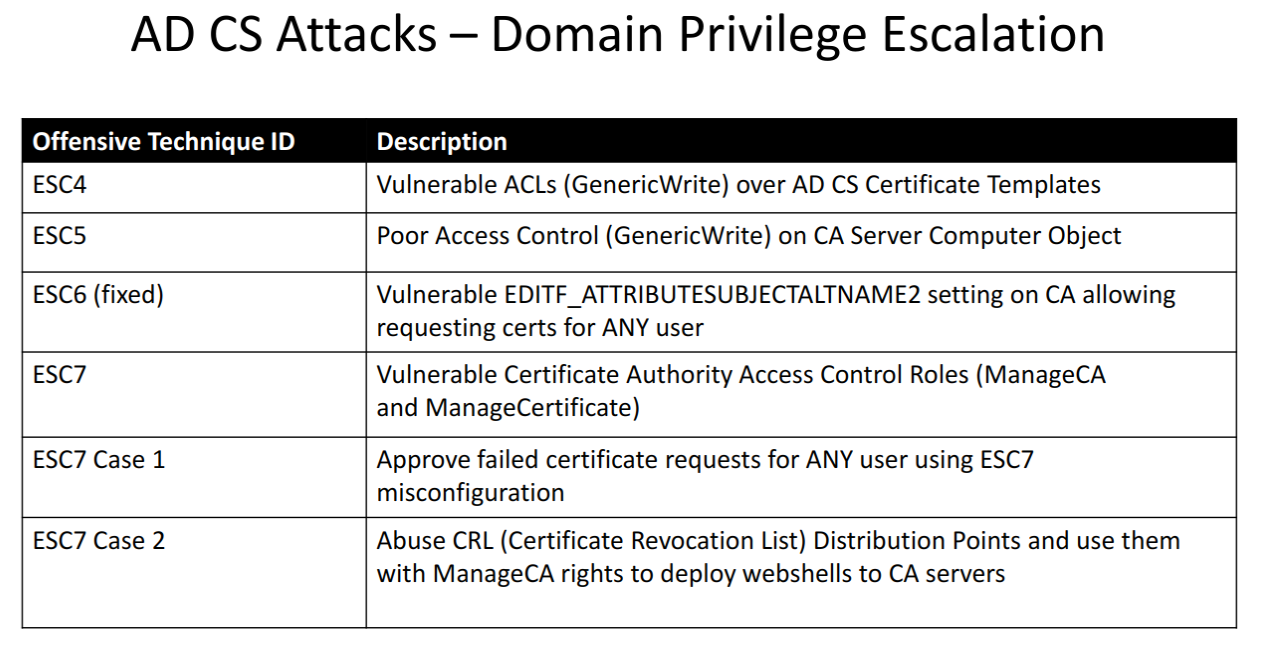 AD CS Attacks – Domain Privilege Escalation
Offensive Technique ID Description
ESC4 Vulnerable ACLs (GenericWrite) over AD CS Certificate Templates
ESC5 Poor Access Control (GenericWrite) on CA Server Computer Object
ESC6 (fixed) Vulnerable EDITF_ATTRIBUTESUBJECTALTNAME2 setting on CA allowing
requesting certs for ANY user
ESC7 Vulnerable Certificate Authority Access Control Roles (ManageCA
and ManageCertificate)
ESC7 Case 1 Approve failed certificate requests for ANY user using ESC7
misconfiguration
ESC7 Case 2 Abuse CRL (Certificate Revocation List) Distribution Points and use them
with ManageCA rights to deploy webshells to CA servers